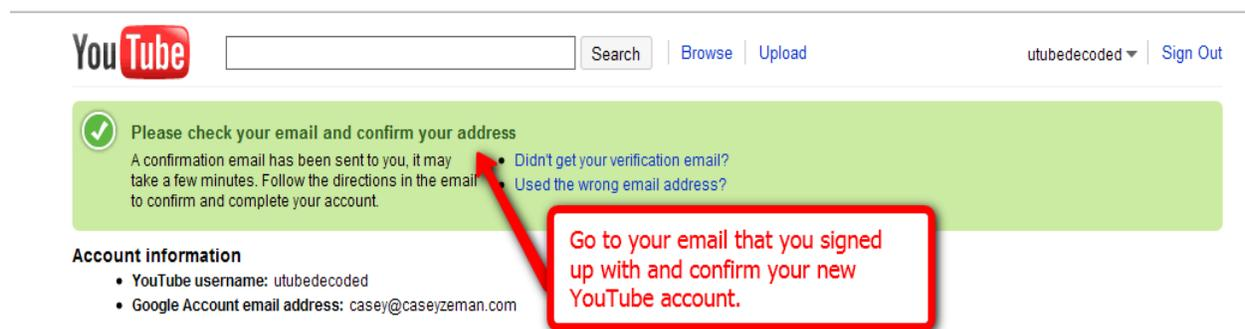 YouTube Search Browse Upload utubedecoded Sign Out
Please check your email and confirm your address
A confirmation email has been sent to you, it may
take a few minutes. Follow the directions in the email
to confirm and complete your account.
Didn't get your verification email?
Used the wrong email address?
Go to your email that you signed
up with and confirm your new
YouTube account.
Account information
YouTube username: utubedecoded
Google Account email address: casey@caseyzeman.com